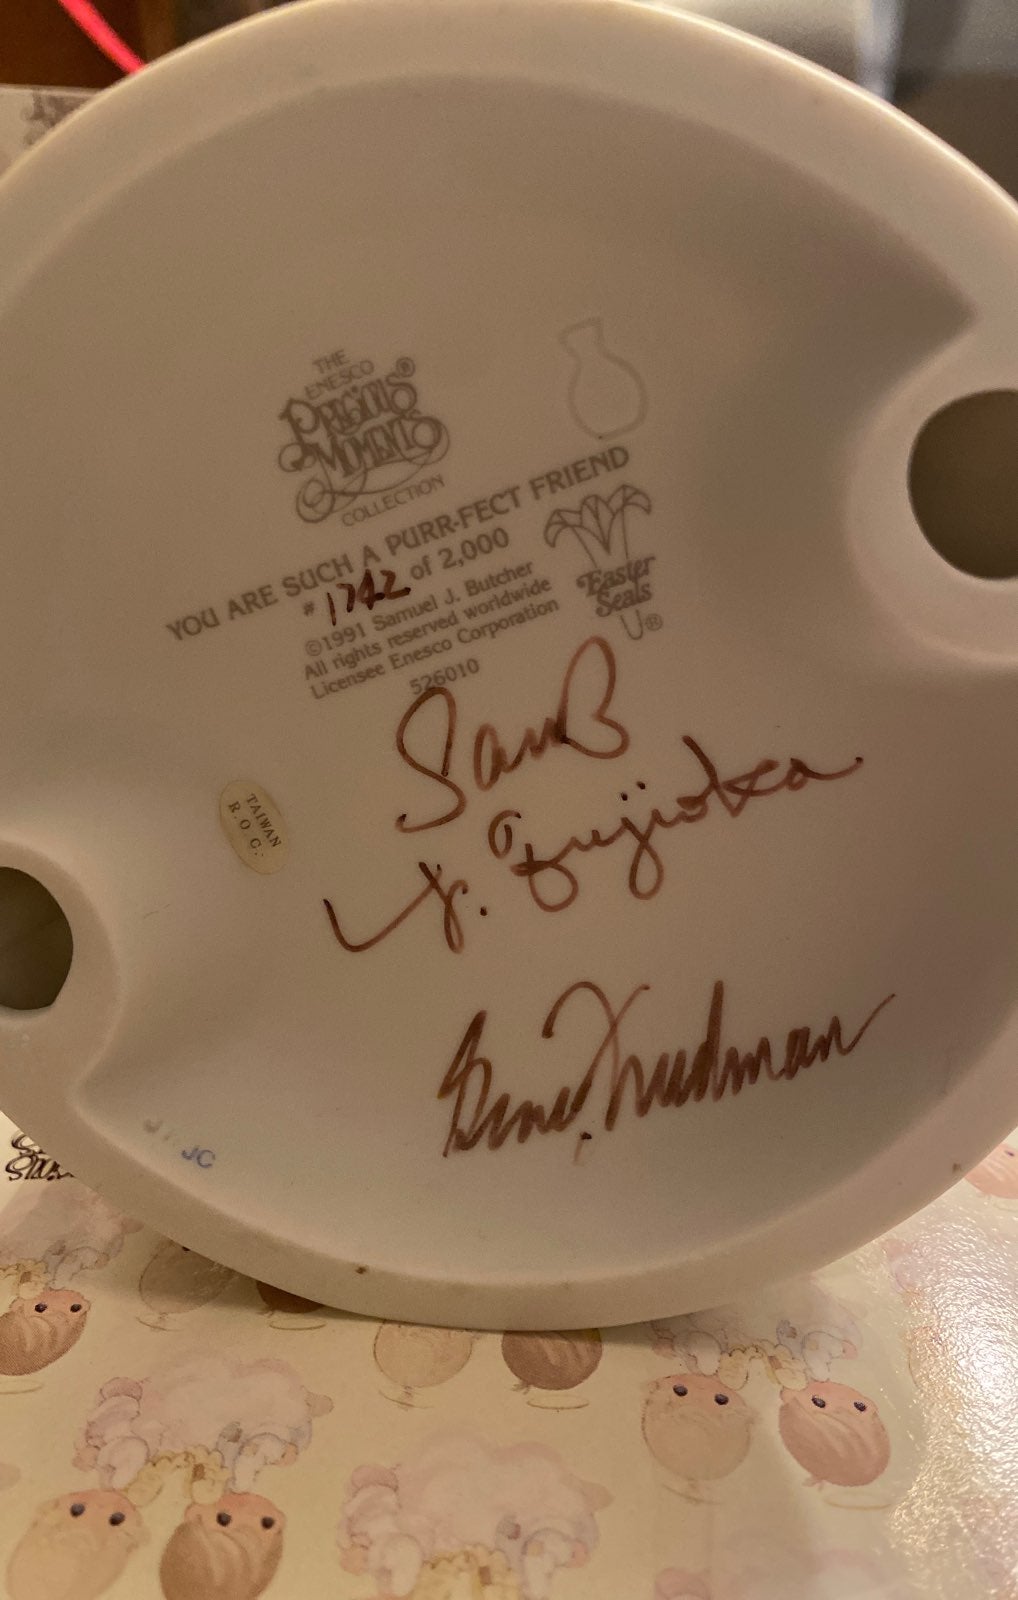 THE
ENESCO
PRECIOUS®
MOMENTS
COLLECTION
YOU ARE SUCH A PURR-FECT FRIEND
# 1742 of 2,000
©1991 Samuel J. Butcher
All rights reserved worldwide
Licensee Enesco Corporation
526010
Easter
Seals
®
Sam B
Y. Fujioka
TAIWAN
R.O.C.
Gene Freedman
JC